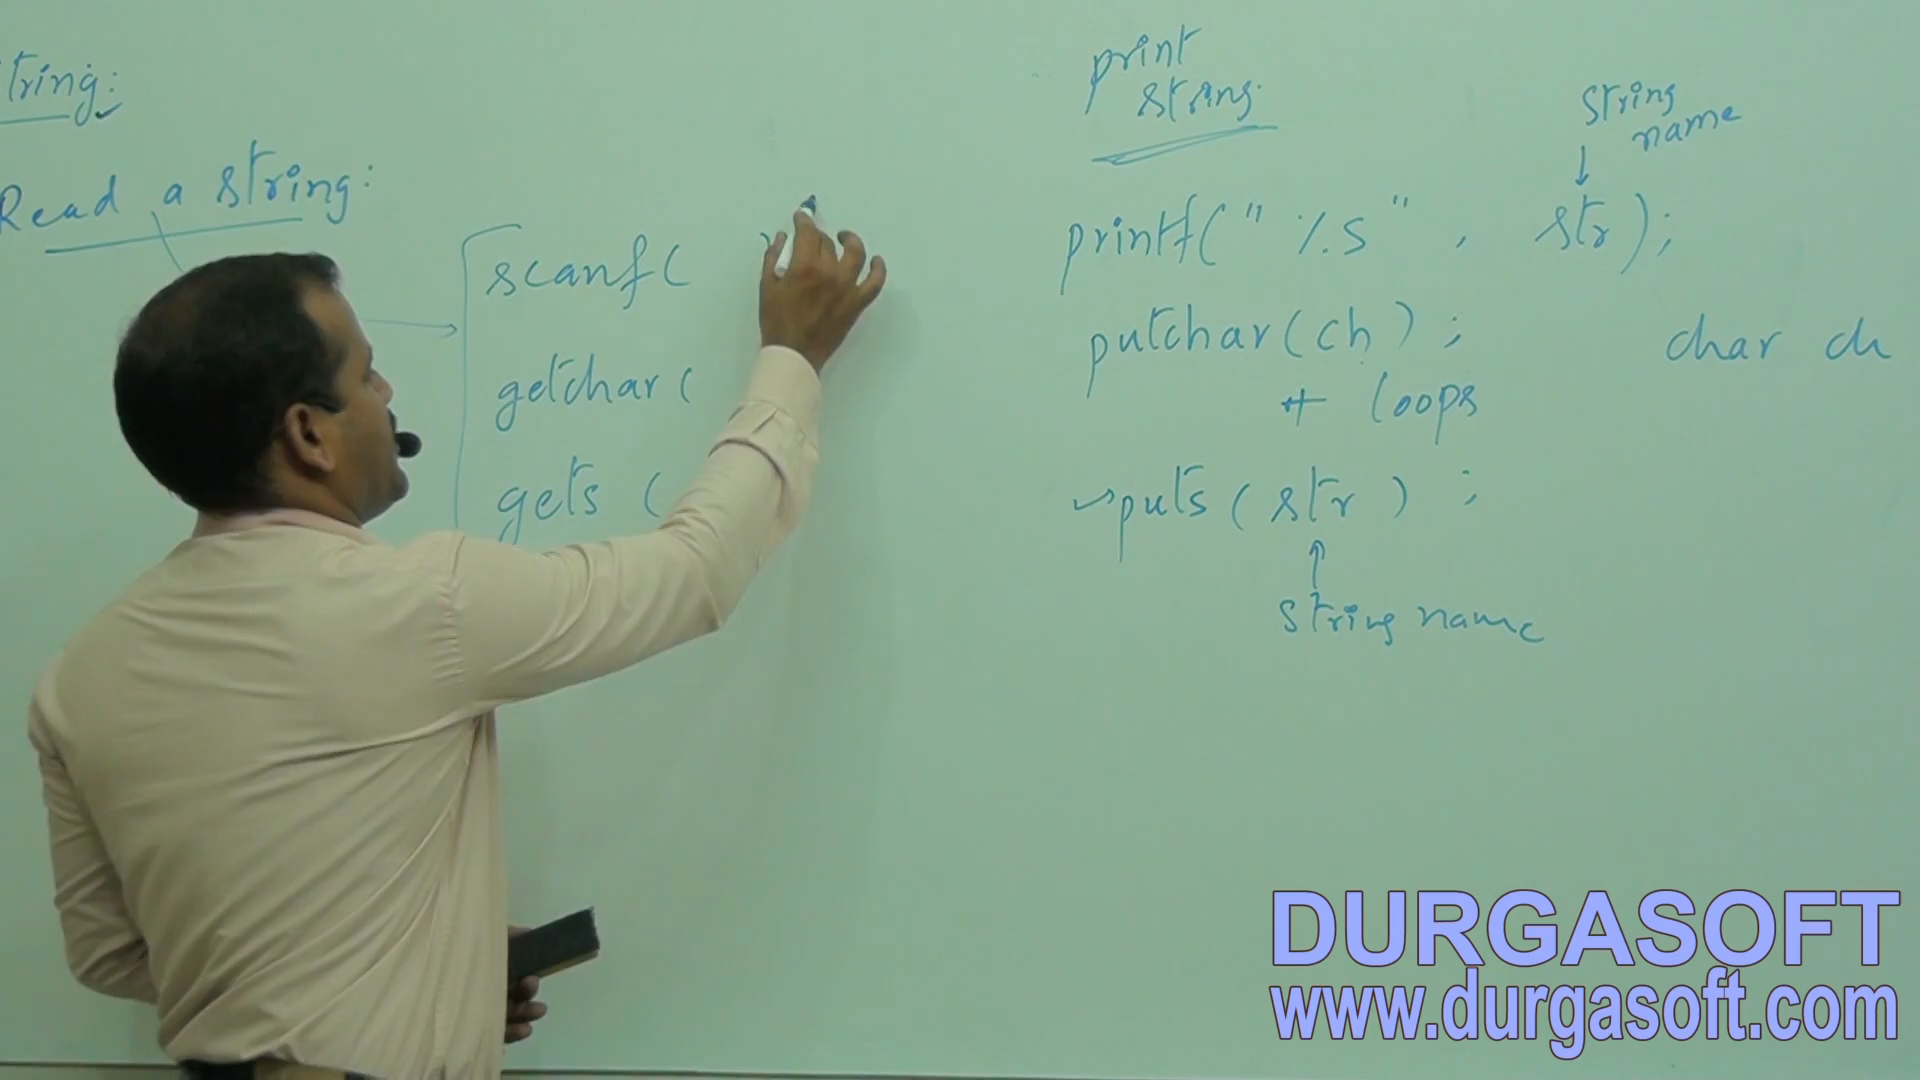 tring:
Read a string:
scanf(
getchar(
gets (
print
string.
string
name
printf(" %s " , str);
putchar(ch) ;
char ch
+ loops
puts( str ) ;
string name
DURGASOFT
www.durgasoft.com